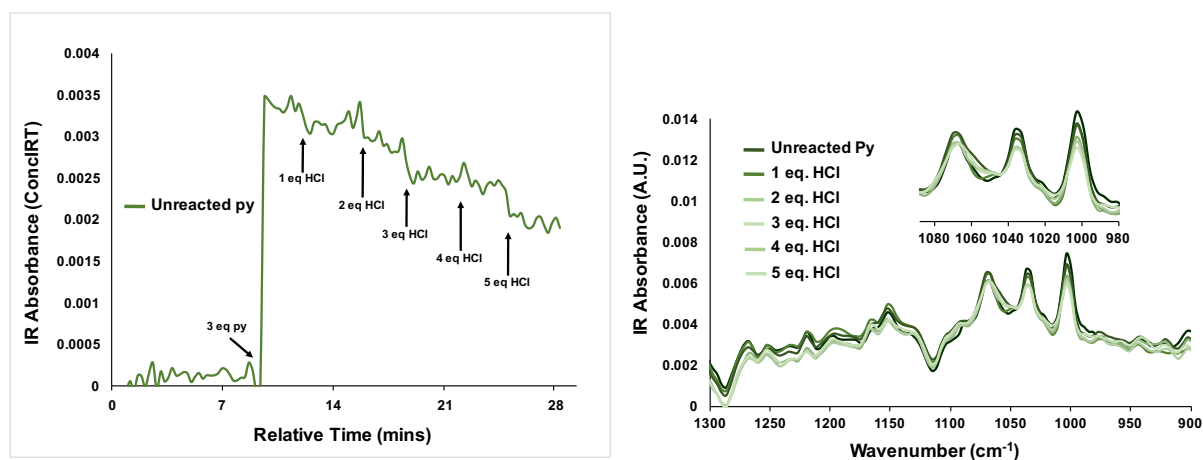 IR Absorbance (ConcIRT)
0.004
0.0035
0.003
0.0025
0.002
0.0015
0.001
0.0005
0
Unreacted py
3 eq py
1 eq HCl
2 eq HCl
3 eq HCl
4 eq HCl
5 eq HCl
0 7 14 21 28
Relative Time (mins)
IR Absorbance (A.U.)
0.014
0.012
0.01
0.008
0.006
0.004
0.002
0
Unreacted Py
1 eq. HCl
2 eq. HCl
3 eq. HCl
4 eq. HCl
5 eq. HCl
1080 1060 1040 1020 1000 980
1300 1250 1200 1150 1100 1050 1000 950 900
Wavenumber (cm⁻¹)